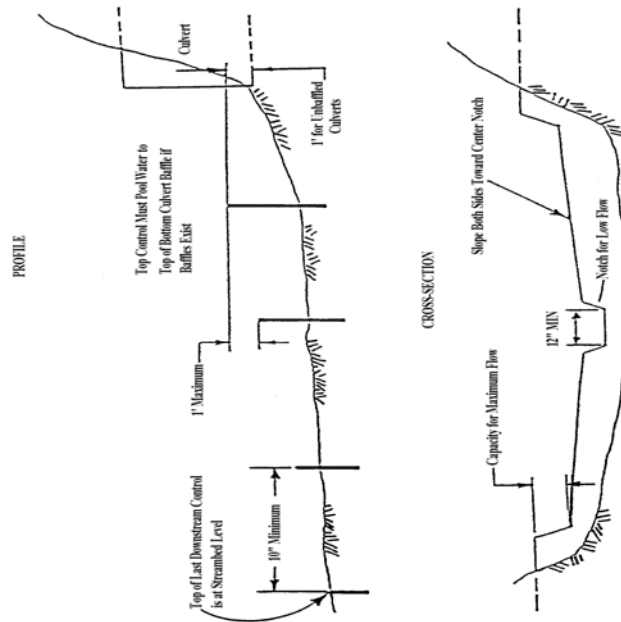 PROFILE
Top Control Must Pool Water to
Top of Bottom Culvert Baffle if
Baffles Exist
Culvert
1' for Unbaffled
Culverts
1' Maximum
Top of Last Downstream Control
is at Streambed Level
10" Minimum
CROSS-SECTION
Capacity for Maximum Flow
12" MIN
Slope Both Sides Toward Center Notch
Notch for Low Flow